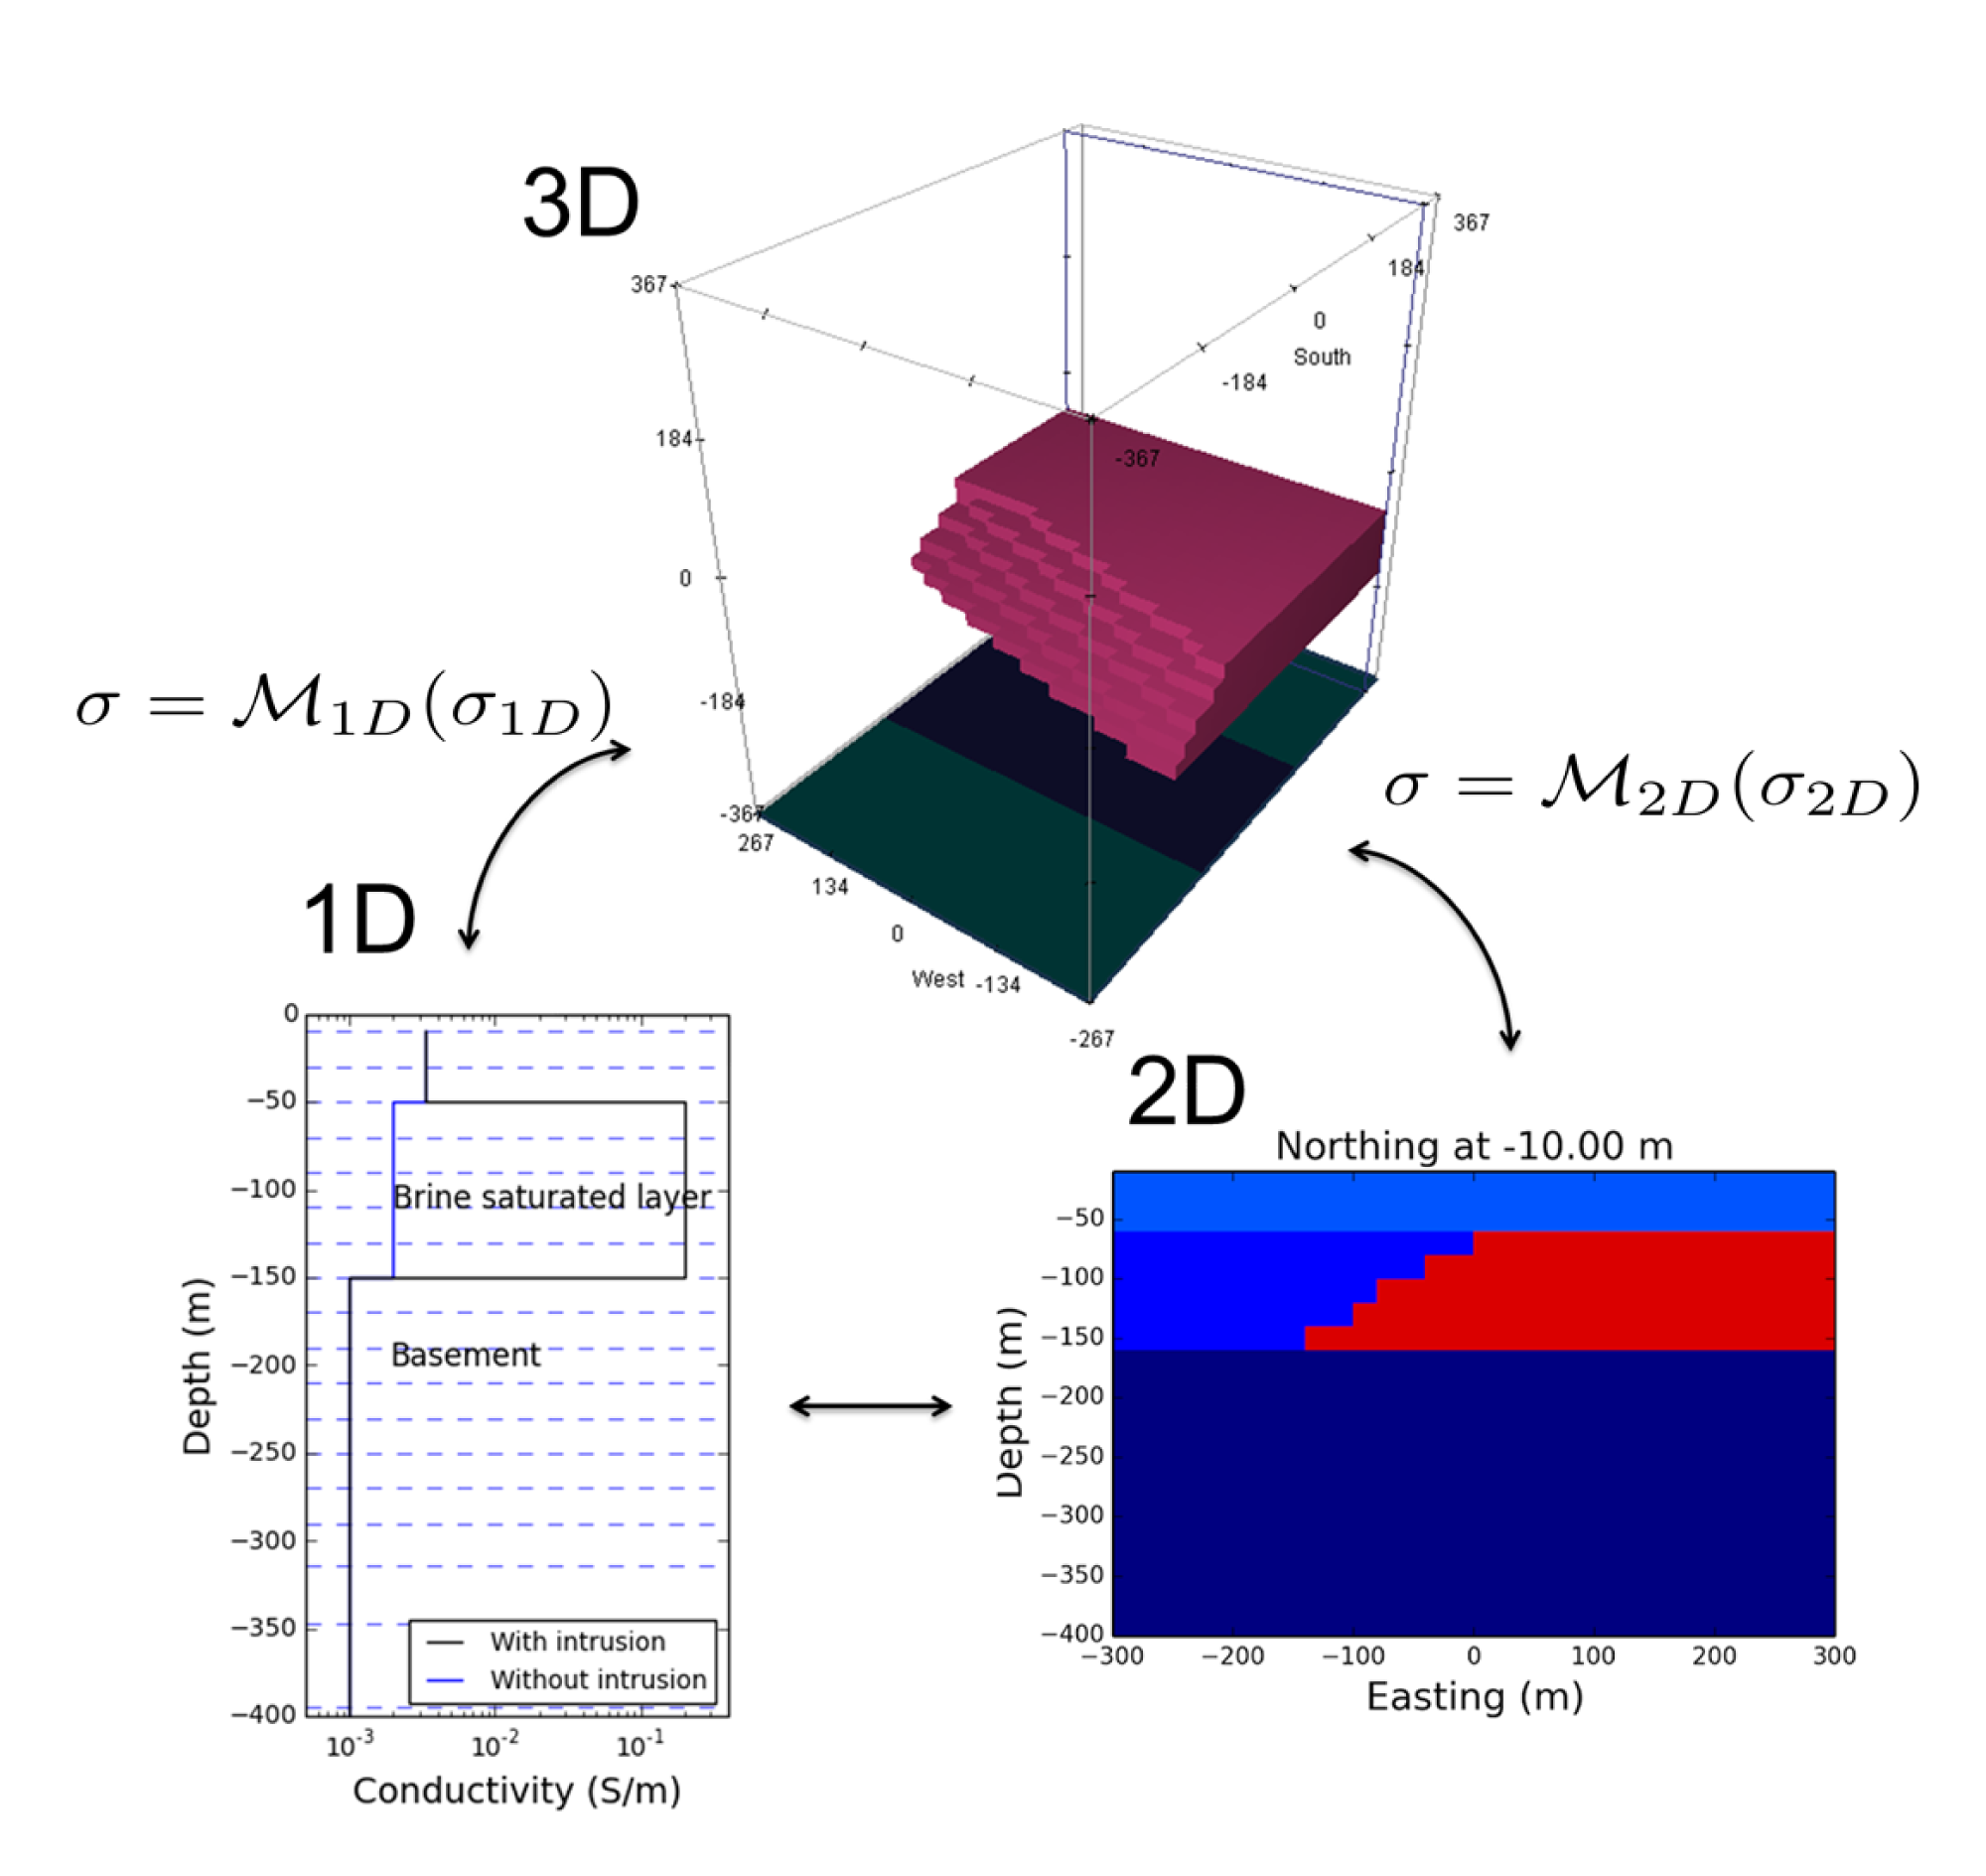 3D
367
184
0
-184
-367
267
134
0
West
-134
-267
367
184
0
South
-184
-367
σ = M₁D(σ₁D)
σ = M₂D(σ₂D)
1D
0
−50
−100
−150
−200
−250
−300
−350
−400
Depth (m)
Brine saturated layer
Basement
With intrusion
Without intrusion
10⁻³ 10⁻² 10⁻¹
Conductivity (S/m)
2D
Northing at -10.00 m
−50
−100
−150
−200
−250
−300
−350
−400
Depth (m)
−300 −200 −100 0 100 200 300
Easting (m)